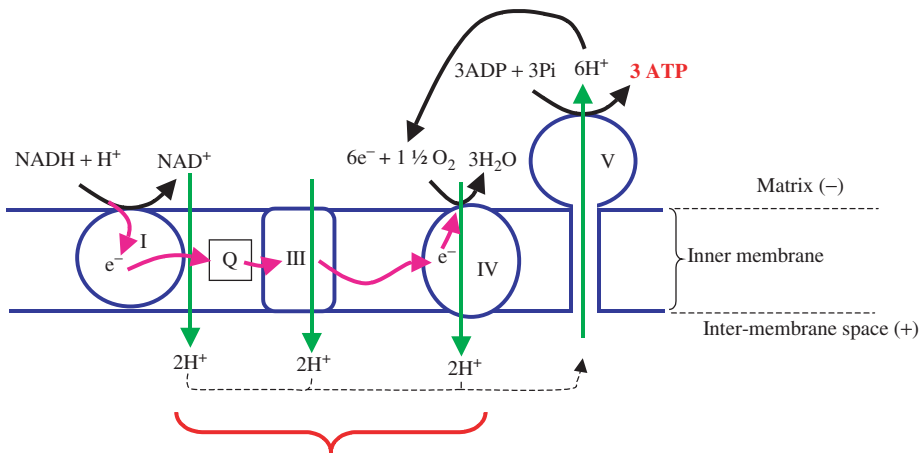 3ADP + 3Pi 6H⁺ 3 ATP
NADH + H⁺ NAD⁺ 6e⁻ + 1 ½ O₂ 3H₂O V
Matrix (–)
I e⁻ Q III e⁻ IV Inner membrane
Inter-membrane space (+)
2H⁺ 2H⁺ 2H⁺